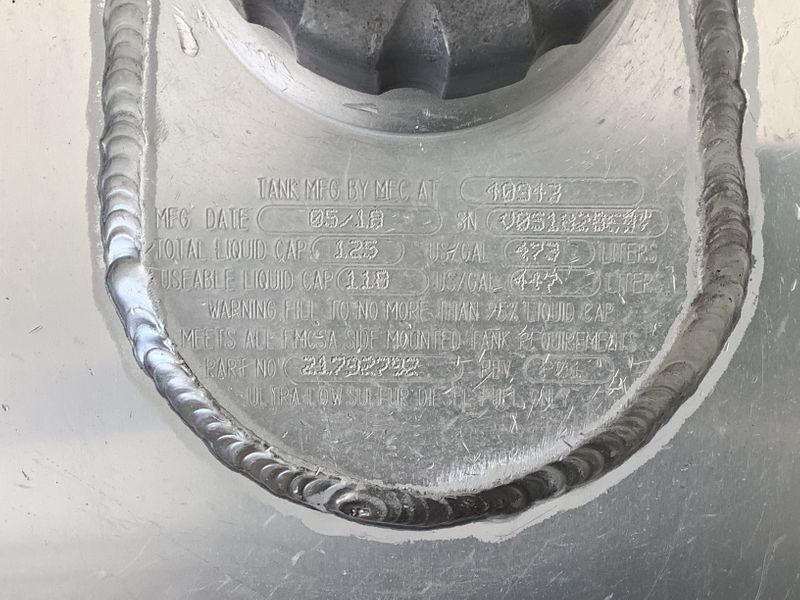 TANK MFG BY MFC AT 40943
MFG DATE 05/18 SN
TOTAL LIQUID CAP 125 US/GAL 473 LITERS
USEABLE LIQUID CAP 118 US/GAL 447 LITERS
WARNING FILL TO NO MORE THAN 95% LIQUID CAP
MEETS ALL FMCSA SIDE MOUNTED TANK REQUIREMENTS
PART NO 21792792 REV
ULTRA LOW SULFUR DIESEL FUEL ONLY